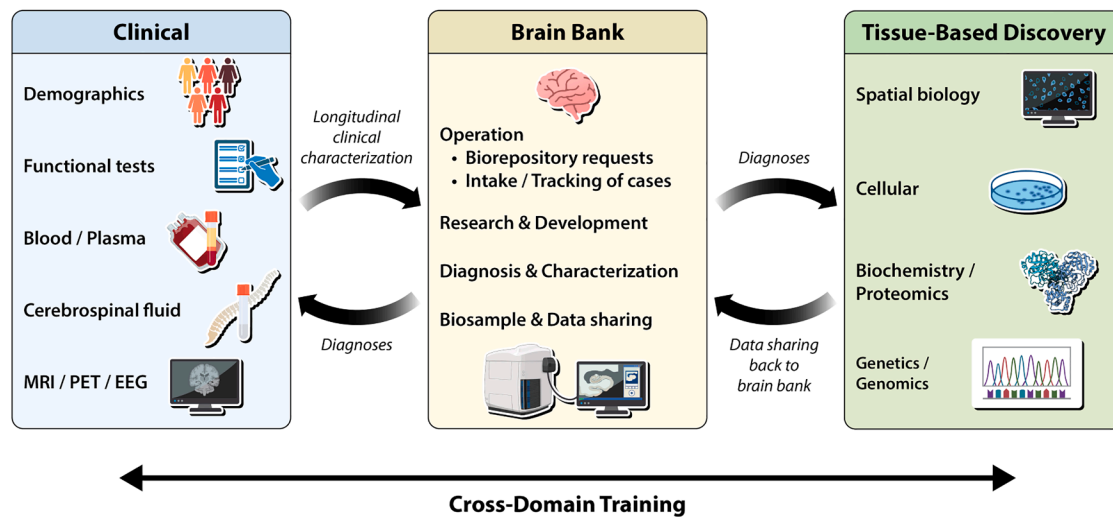 Clinical
Demographics
Functional tests
Blood / Plasma
Cerebrospinal fluid
MRI / PET / EEG
Longitudinal
clinical
characterization
Diagnoses
Brain Bank
Operation
• Biorepository requests
• Intake / Tracking of cases
Research & Development
Diagnosis & Characterization
Biosample & Data sharing
Diagnoses
Data sharing
back to
brain bank
Tissue-Based Discovery
Spatial biology
Cellular
Biochemistry /
Proteomics
Genetics /
Genomics
Cross-Domain Training